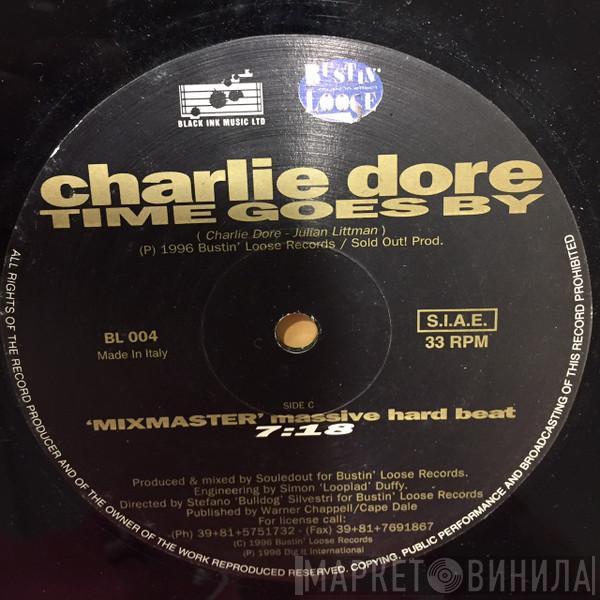 BLACK INK MUSIC LTD
BUSTIN'
LOOSE
charlie dore
TIME GOES BY
( Charlie Dore - Julian Littman )
(P) 1996 Bustin' Loose Records / Sold Out! Prod.
BL 004
Made In Italy
S.I.A.E.
33 RPM
SIDE C
'MIXMASTER' massive hard beat
7:18
Produced & mixed by Souledout for Bustin' Loose Records.
Engineering by Simon 'Looplad' Duffy.
Directed by Stefano 'Bulldog' Silvestri for Bustin' Loose Records
Published by Warner Chappell/Cape Dale
For license call:
(Ph) 39+81+5751732 - (Fax) 39+81+7691867
(C) 1996 Bustin' Loose Records
(P) 1996 Dig It International
ALL RIGHTS OF THE RECORD PRODUCER AND OF THE OWNER OF THE WORK REPRODUCED RESERVED. COPYING, PUBLIC PERFORMANCE AND BROADCASTING OF THIS RECORD PROHIBITED
МАРКЕТ ВИНИЛА